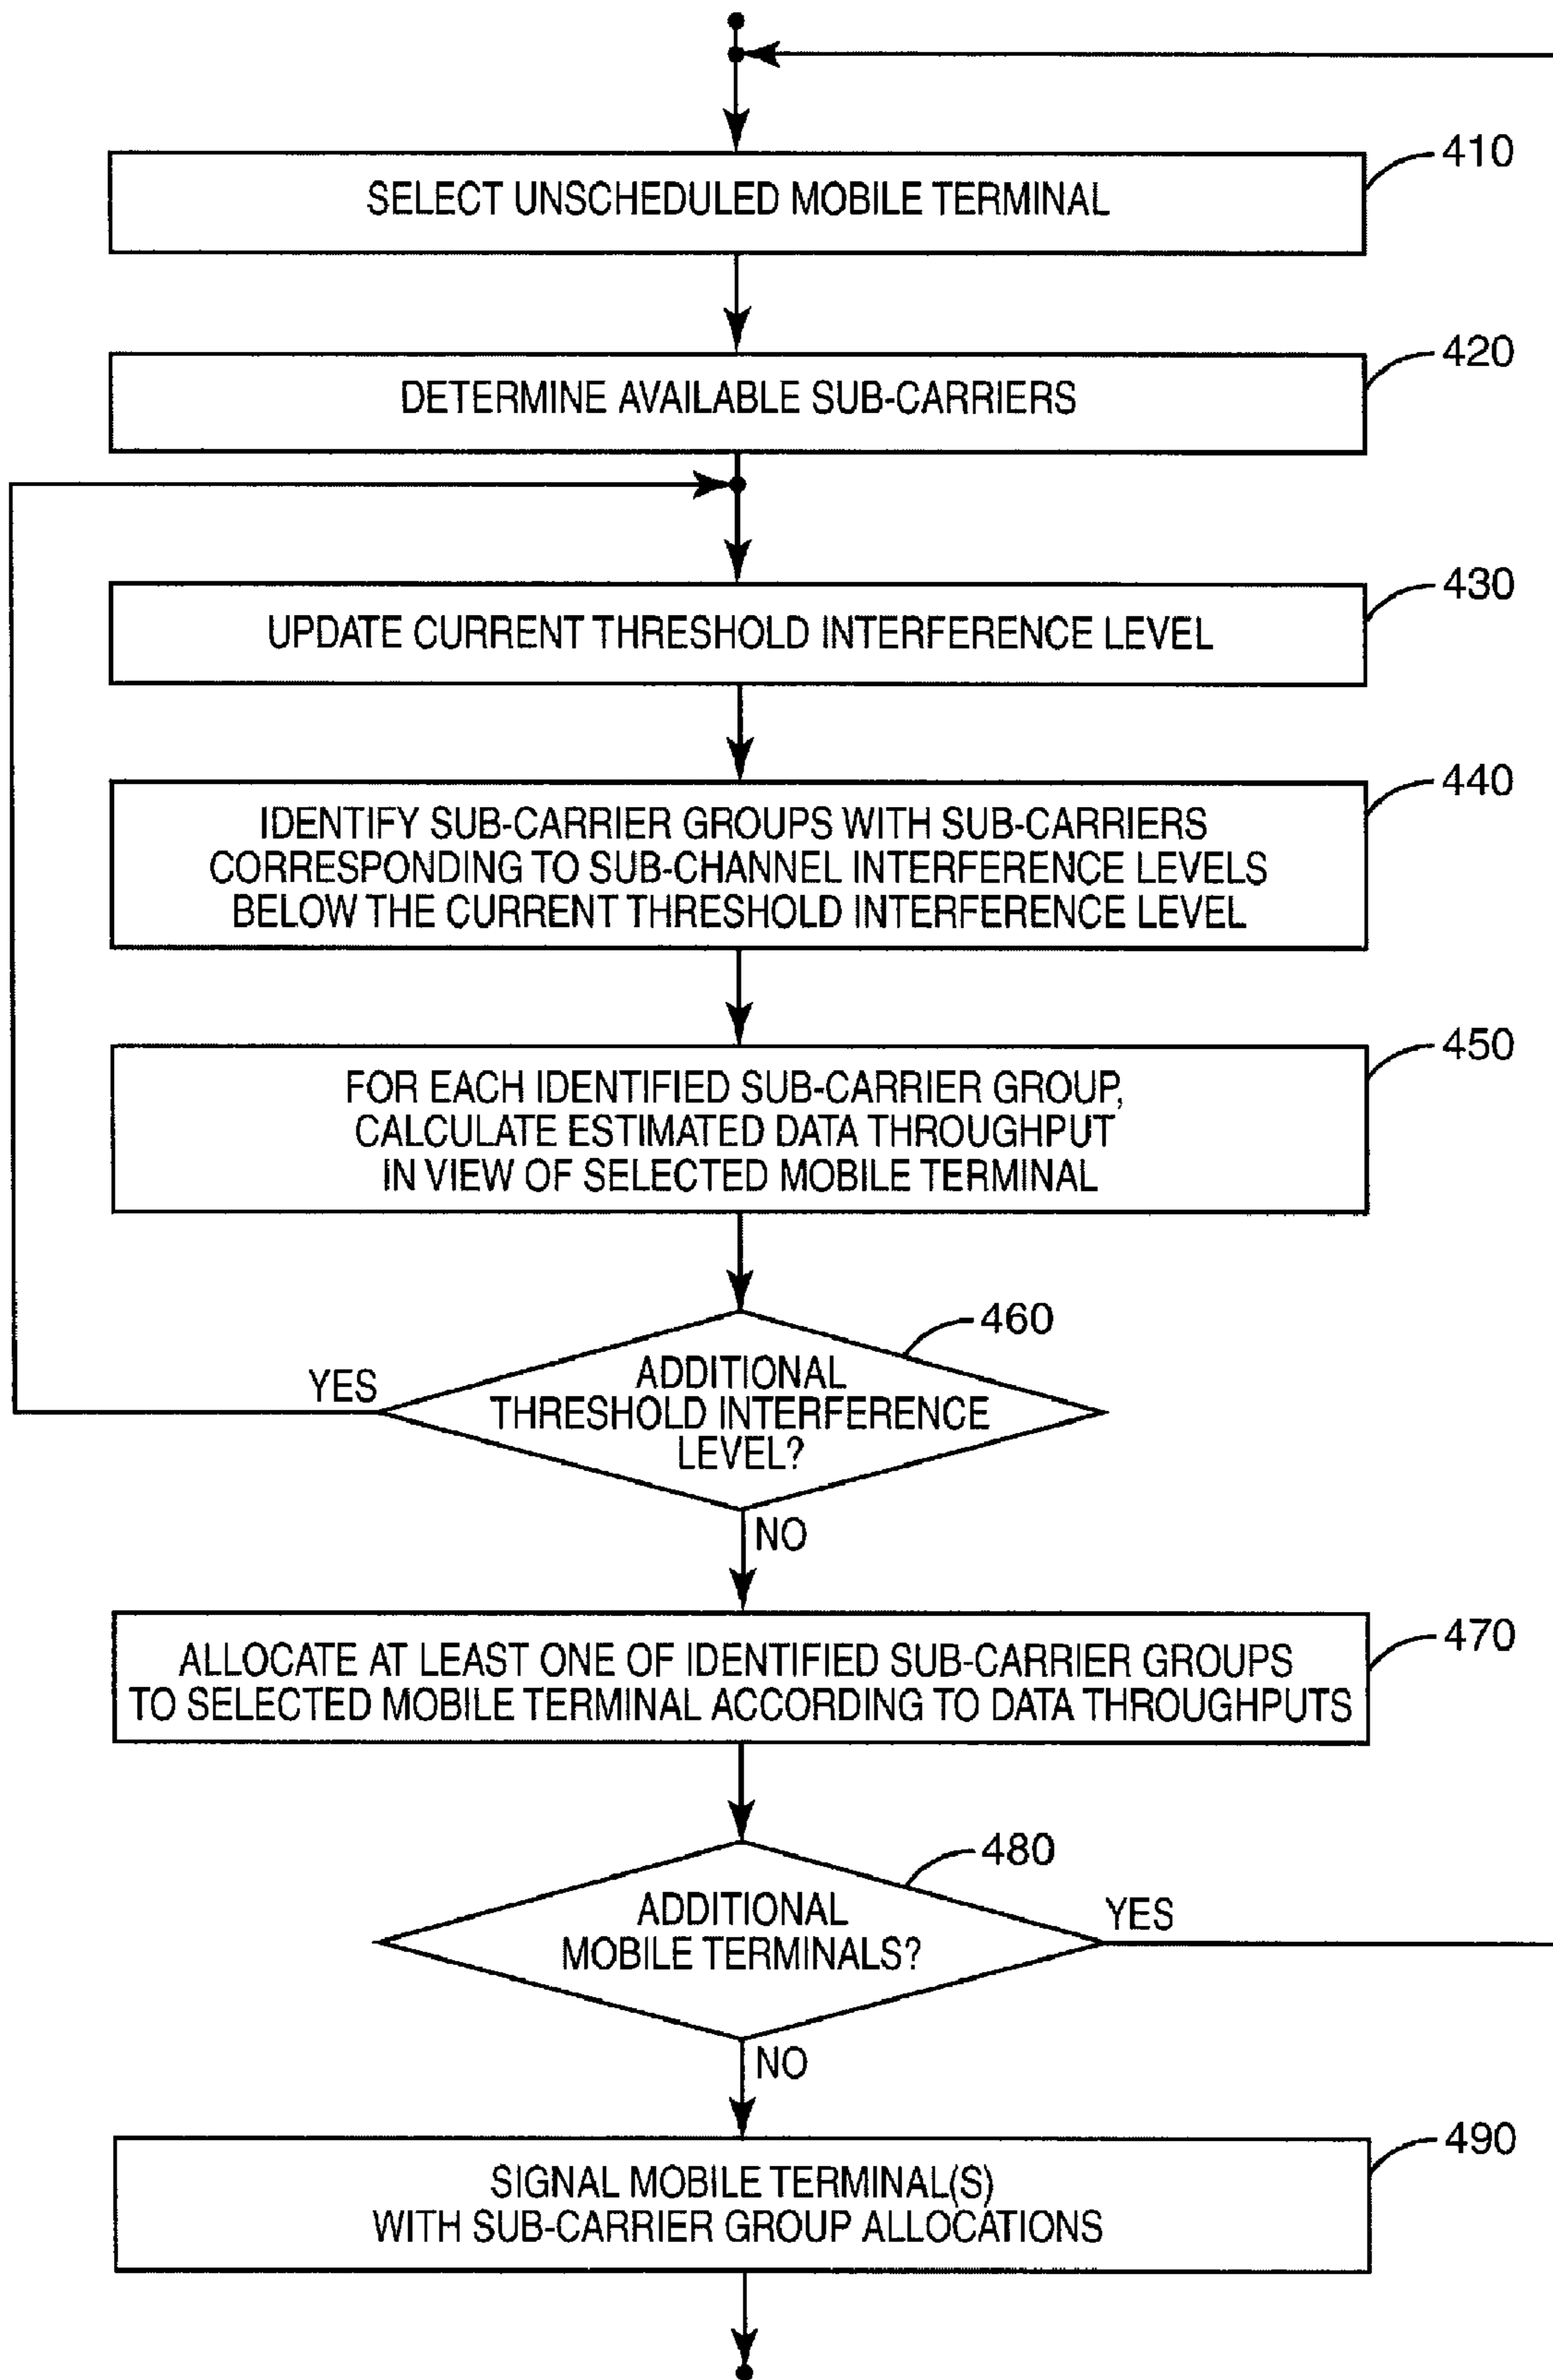 410
SELECT UNSCHEDULED MOBILE TERMINAL
420
DETERMINE AVAILABLE SUB-CARRIERS
430
UPDATE CURRENT THRESHOLD INTERFERENCE LEVEL
440
IDENTIFY SUB-CARRIER GROUPS WITH SUB-CARRIERS
CORRESPONDING TO SUB-CHANNEL INTERFERENCE LEVELS
BELOW THE CURRENT THRESHOLD INTERFERENCE LEVEL
450
FOR EACH IDENTIFIED SUB-CARRIER GROUP,
CALCULATE ESTIMATED DATA THROUGHPUT
IN VIEW OF SELECTED MOBILE TERMINAL
460
ADDITIONAL
THRESHOLD INTERFERENCE
LEVEL?
YES
NO
470
ALLOCATE AT LEAST ONE OF IDENTIFIED SUB-CARRIER GROUPS
TO SELECTED MOBILE TERMINAL ACCORDING TO DATA THROUGHPUTS
480
ADDITIONAL
MOBILE TERMINALS?
YES
NO
490
SIGNAL MOBILE TERMINAL(S)
WITH SUB-CARRIER GROUP ALLOCATIONS